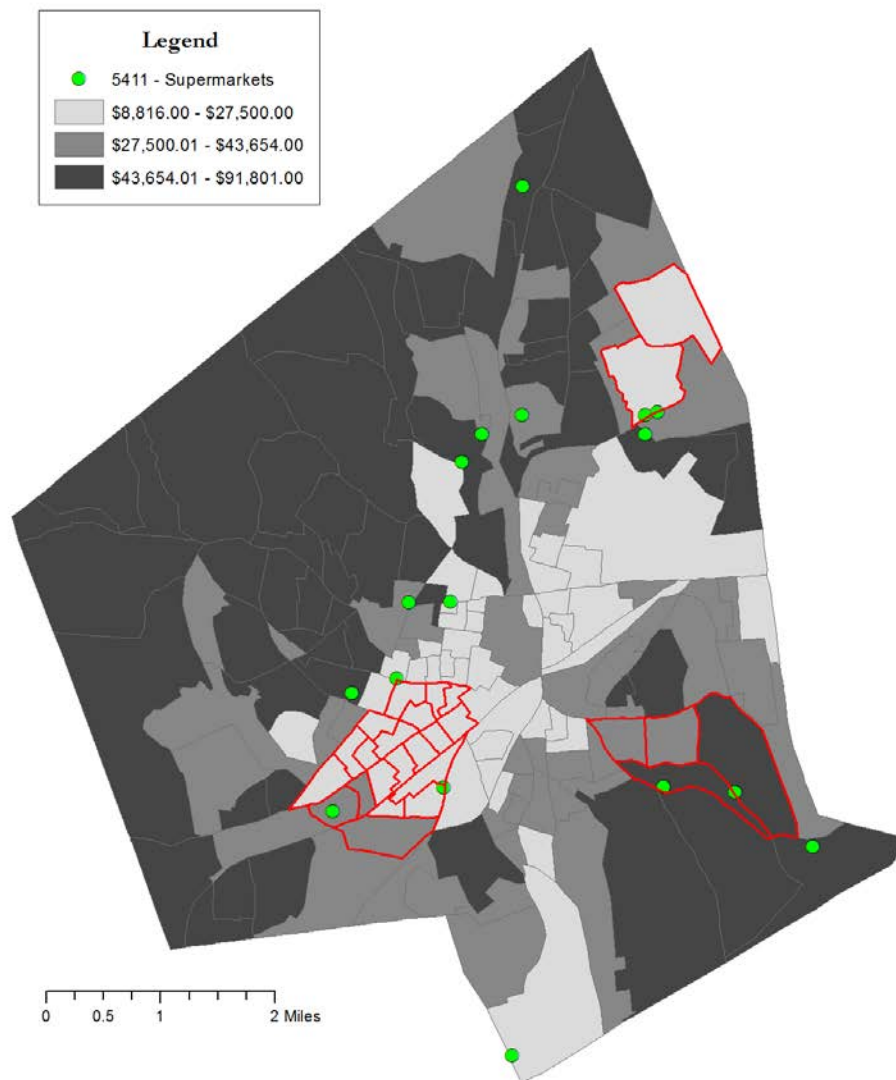 Legend
5411 - Supermarkets
$8,816.00 - $27,500.00
$27,500.01 - $43,654.00
$43,654.01 - $91,801.00
0 0.5 1 2 Miles